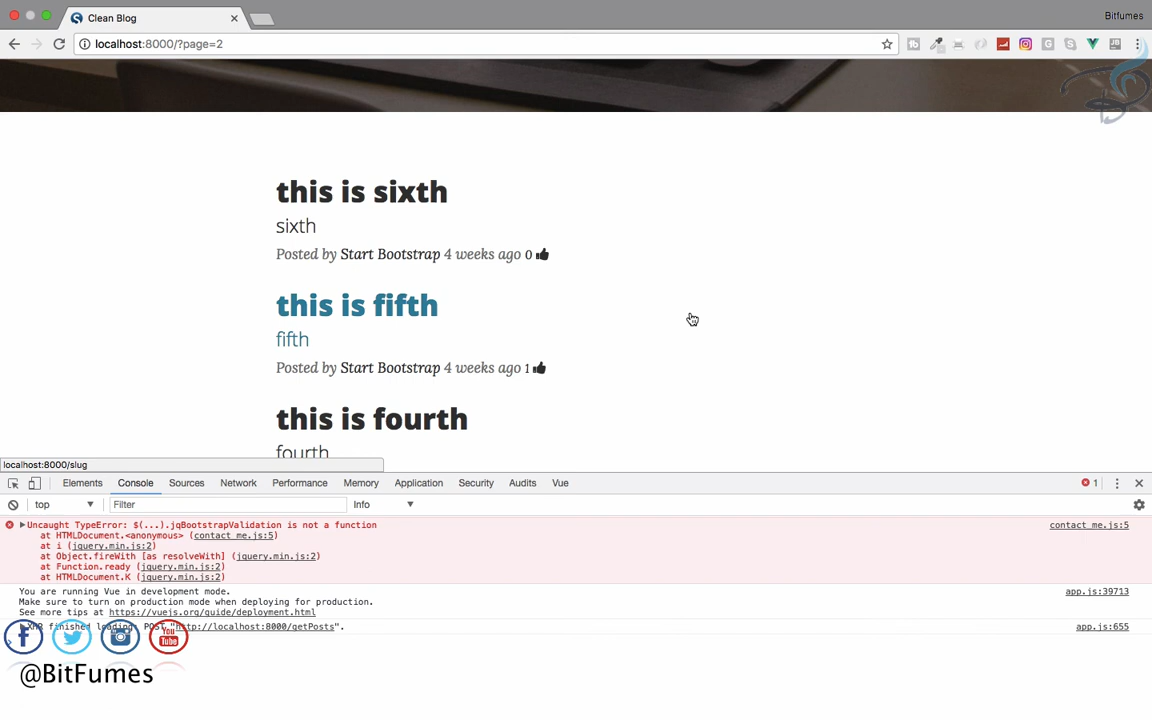 Clean Blog
Bitfumes
localhost:8000/?page=2
this is sixth
sixth
Posted by Start Bootstrap 4 weeks ago 0
this is fifth
fifth
Posted by Start Bootstrap 4 weeks ago 1
this is fourth
fourth
localhost:8000/slug
Elements Console Sources Network Performance Memory Application Security Audits Vue 1
top Filter Info
Uncaught TypeError: $(...).jqBootstrapValidation is not a function contact_me.js:5
at HTMLDocument.<anonymous> (contact_me.js:5)
at i (jquery.min.js:2)
at Object.fireWith [as resolveWith] (jquery.min.js:2)
at Function.ready (jquery.min.js:2)
at HTMLDocument.K (jquery.min.js:2)
You are running Vue in development mode. app.js:39713
Make sure to turn on production mode when deploying for production.
See more tips at https://vuejs.org/guide/deployment.html
XHR finished loading: POST "http://localhost:8000/getPosts". app.js:655
You Tube
@BitFumes